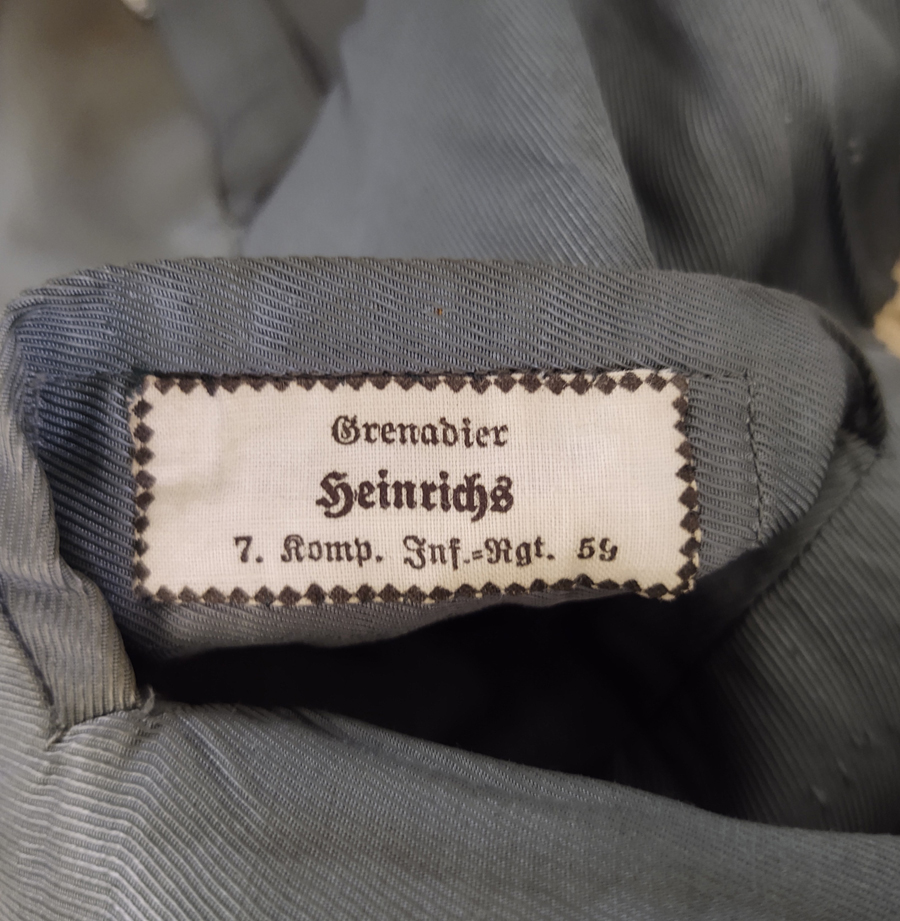 Grenadier
Heinrichs
7. Komp. Inf.=Rgt. 59